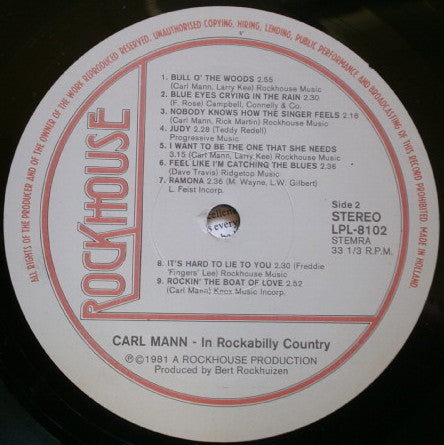 ALL RIGHTS OF THE PRODUCER AND OF THE OWNER OF THE WORK REPRODUCED RESERVED. UNAUTHORISED COPYING, HIRING, LENDING, PUBLIC PERFORMANCE AND BROADCASTING OF THIS RECORD PROHIBITED. MADE IN HOLLAND
ROCKHOUSE
1. BULL O' THE WOODS 2.55
(Carl Mann, Larry Kee) Rockhouse Music
2. BLUE EYES CRYING IN THE RAIN 2.30
(F. Rose) Campbell, Connelly & Co.
3. NOBODY KNOWS HOW THE SINGER FEELS 2.16
(Carl Mann, Rick Martin) Rockhouse Music
4. JUDY 2.28 (Teddy Redell)
Progressive Music
5. I WANT TO BE THE ONE THAT SHE NEEDS
3.15 (Carl Mann, Larry Kee) Rockhouse Music
6. FEEL LIKE I'M CATCHING THE BLUES 2.36
(Dave Travis) Ridgetop Music
7. RAMONA 2.36 (M. Wayne, L.W. Gilbert)
L. Feist Incorp.
Side 2
STEREO
LPL-8102
STEMRA
33 1/3 R.P.M.
every
8. IT'S HARD TO LIE TO YOU 2.30 (Freddie
'Fingers' Lee) Rockhouse Music
9. ROCKIN' THE BOAT OF LOVE 2.52
(Carl Mann) Knox Music Incorp.
CARL MANN - In Rockabilly Country
℗©1981 A ROCKHOUSE PRODUCTION
Produced by Bert Rockhuizen